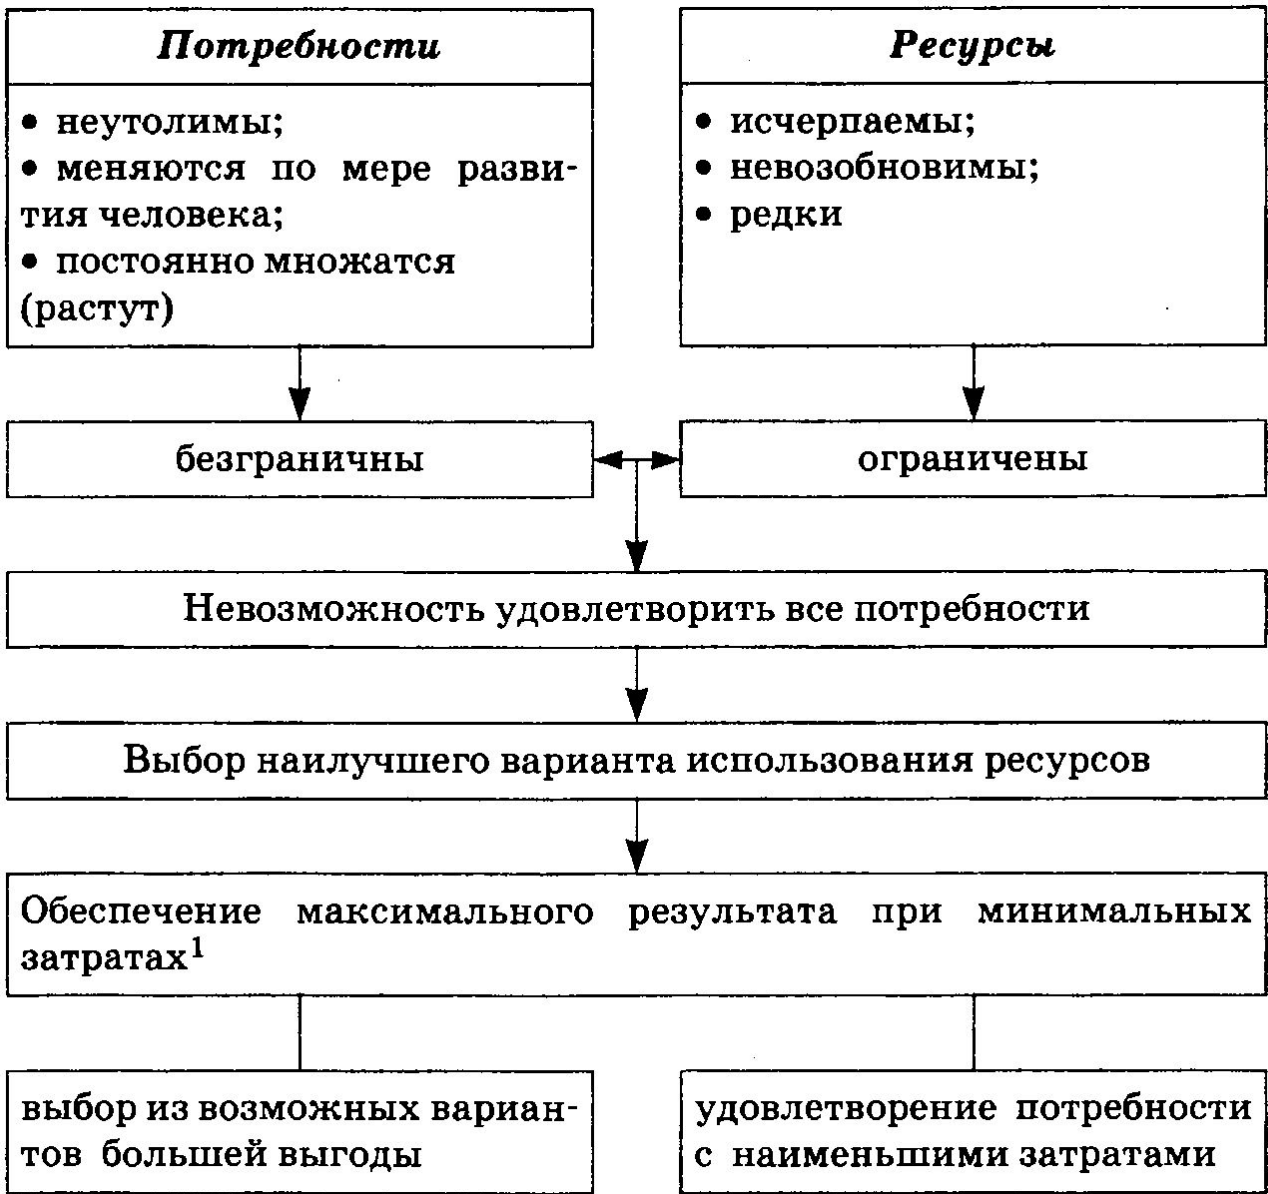 Потребности
• неутолимы;
• меняются по мере разви-
тия человека;
• постоянно множатся
(растут)
Ресурсы
• исчерпаемы;
• невозобновимы;
• редки
безграничны
ограничены
Невозможность удовлетворить все потребности
Выбор наилучшего варианта использования ресурсов
Обеспечение максимального результата при минимальных
затратах¹
выбор из возможных вариан-
тов большей выгоды
удовлетворение потребности
с наименьшими затратами